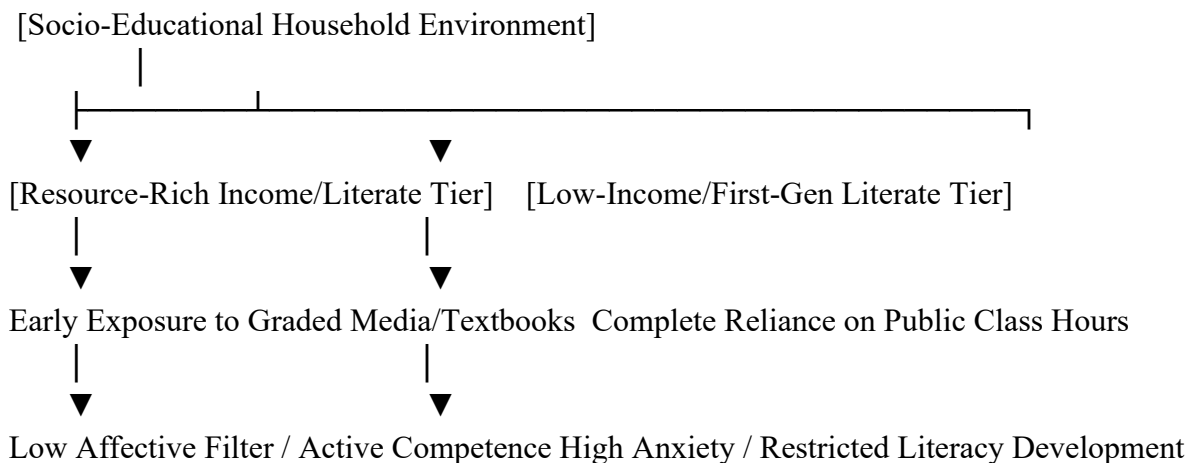 [Socio-Educational Household Environment]
[Resource-Rich Income/Literate Tier] [Low-Income/First-Gen Literate Tier]
Early Exposure to Graded Media/Textbooks Complete Reliance on Public Class Hours
Low Affective Filter / Active Competence High Anxiety / Restricted Literacy Development